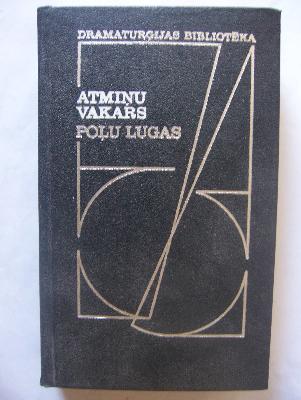 DRAMATURĢIJAS BIBLIOTĒKA
ATMIŅU
VAKARS
POĻU LUGAS